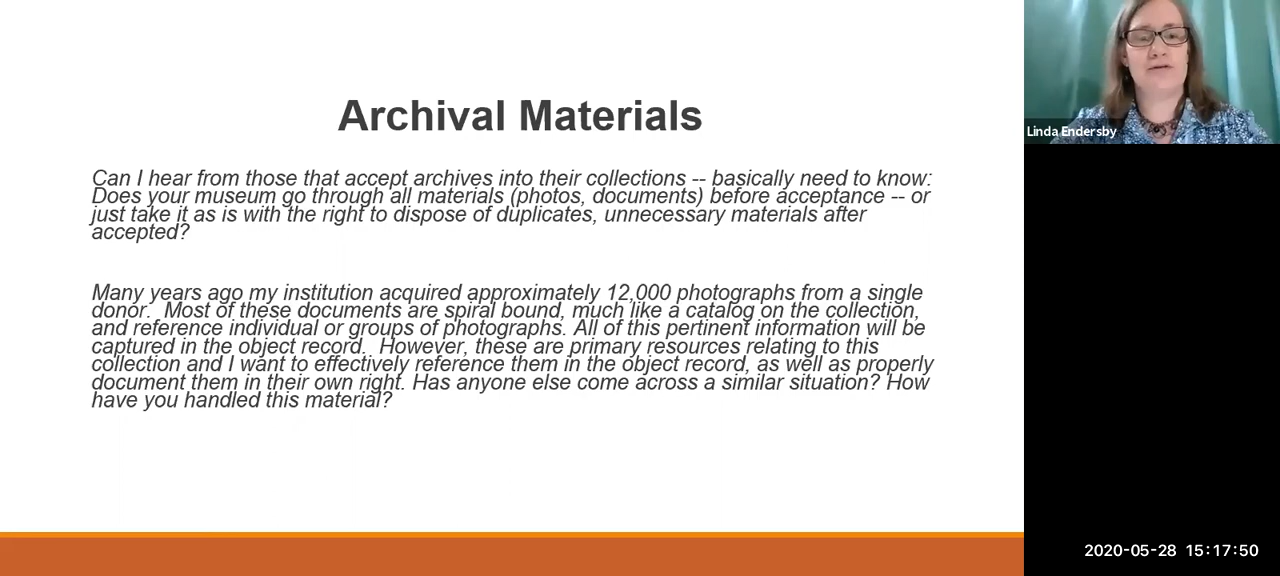 Archival Materials
Can I hear from those that accept archives into their collections -- basically need to know:
Does your museum go through all materials (photos, documents) before acceptance -- or
just take it as is with the right to dispose of duplicates, unnecessary materials after
accepted?
Many years ago my institution acquired approximately 12,000 photographs from a single
donor.  Most of these documents are spiral bound, much like a catalog on the collection,
and reference individual or groups of photographs. All of this pertinent information will be
captured in the object record.  However, these are primary resources relating to this
collection and I want to effectively reference them in the object record, as well as properly
document them in their own right. Has anyone else come across a similar situation? How
have you handled this material?
Linda Endersby
2020-05-28 15:17:50